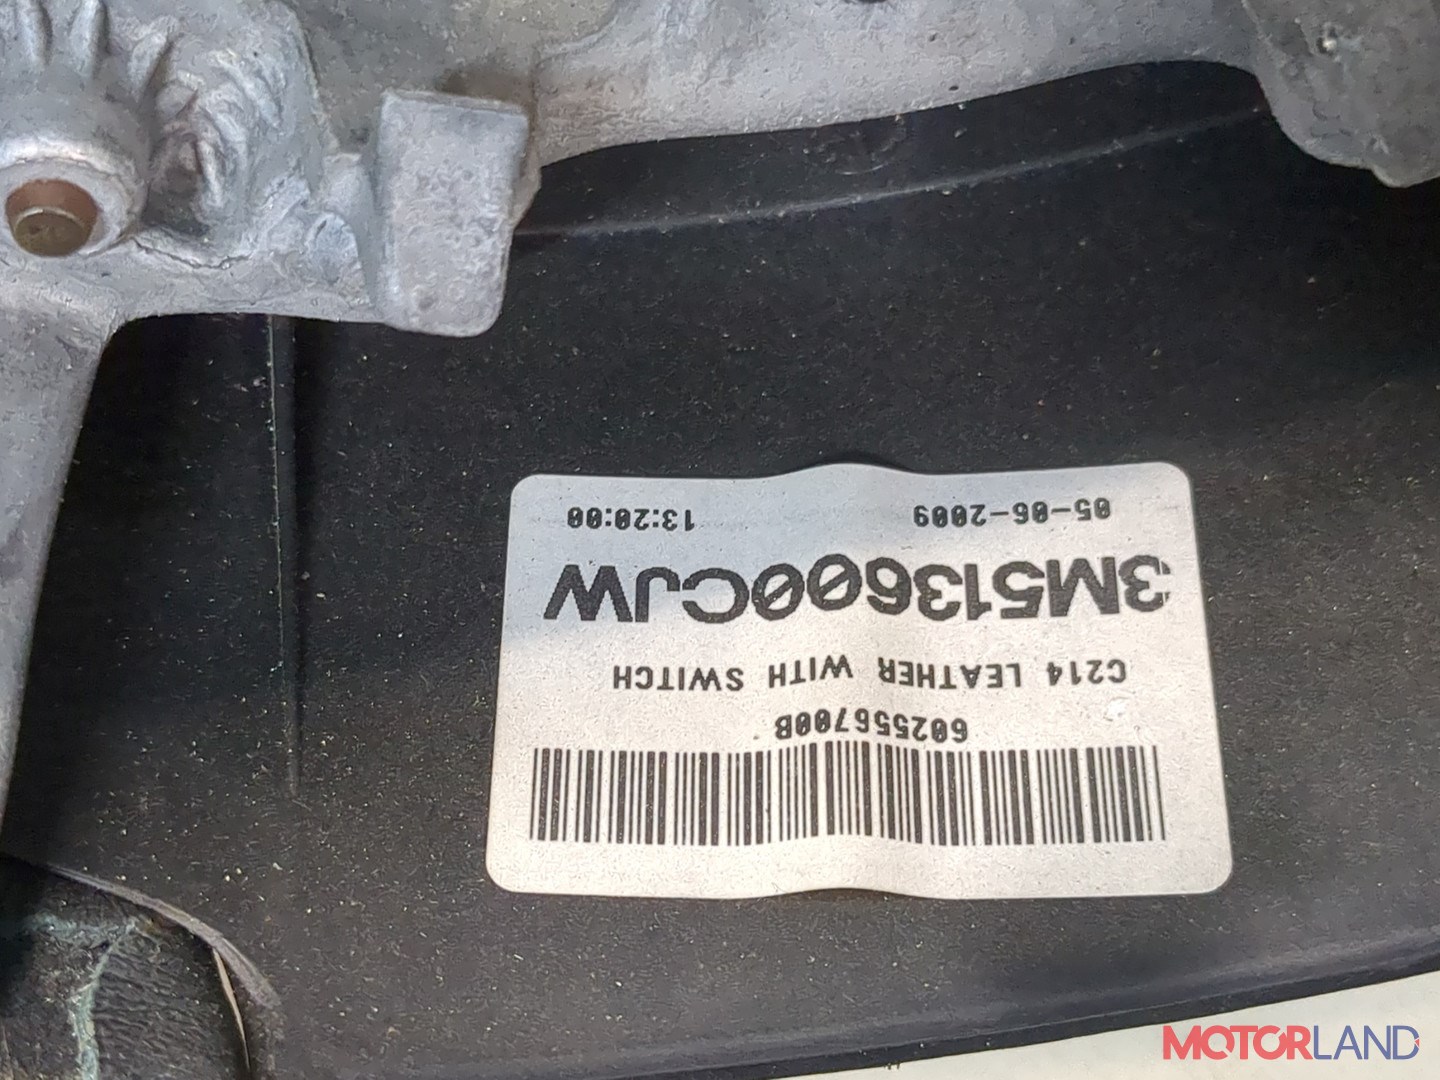 602556700B
C214 LEATHER WITH SWITCH
3M513600CJW
05-06-2009 13:20:00
MOTORLAND